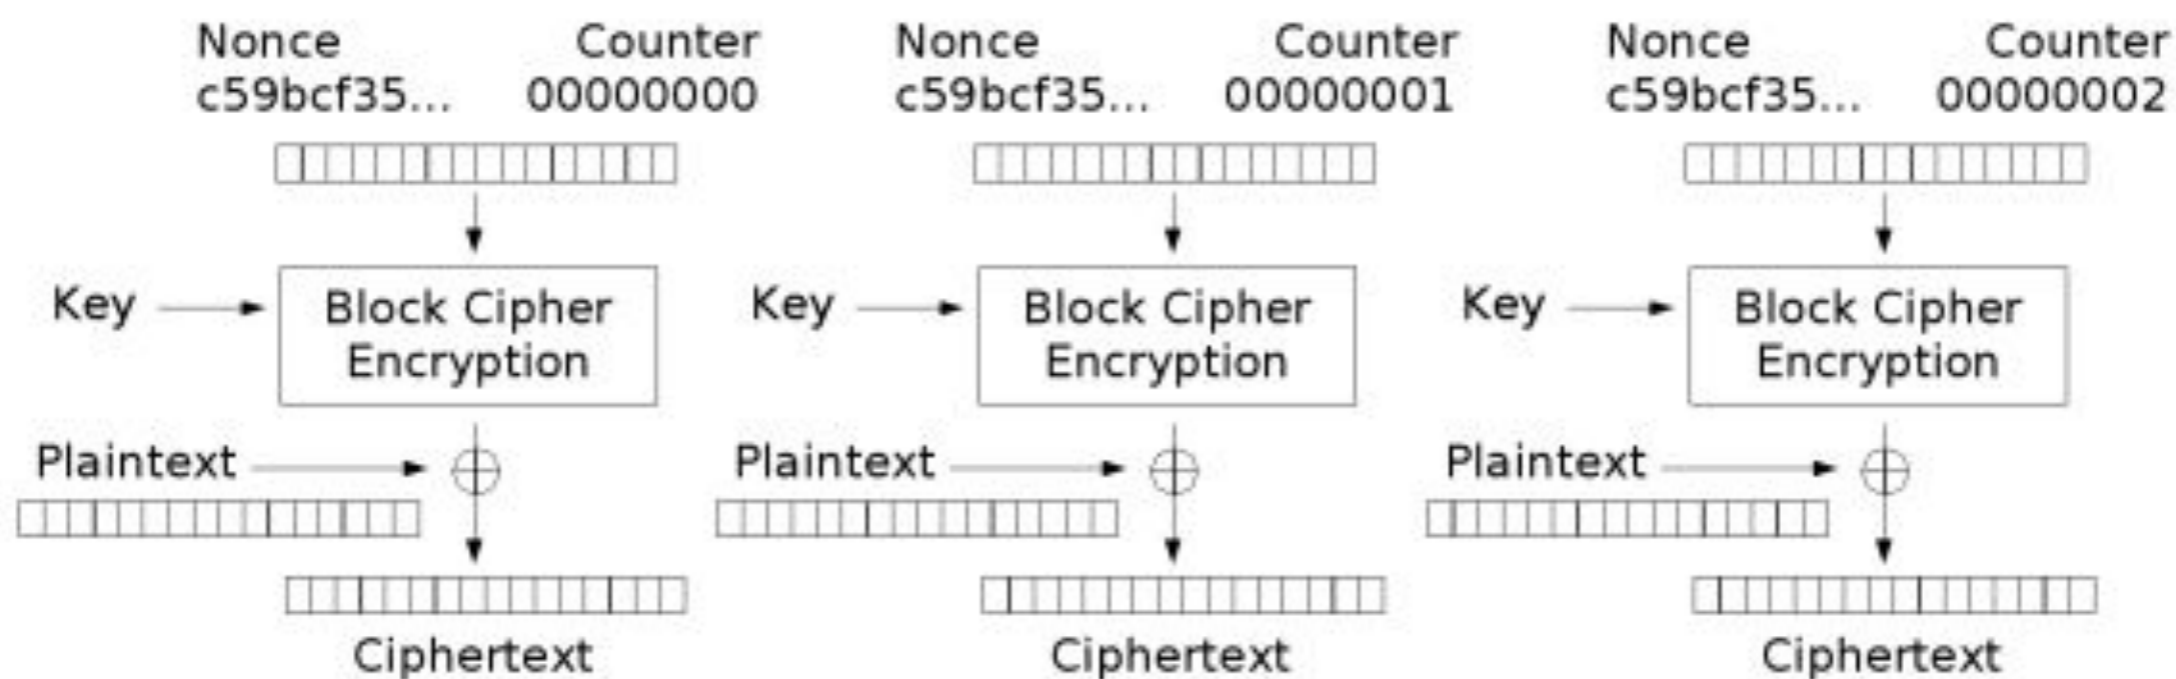 Nonce Counter Nonce Counter Nonce Counter
c59bcf35... 00000000 c59bcf35... 00000001 c59bcf35... 00000002
Key Block Cipher Encryption Key Block Cipher Encryption Key Block Cipher Encryption
Plaintext Plaintext Plaintext
Ciphertext Ciphertext Ciphertext